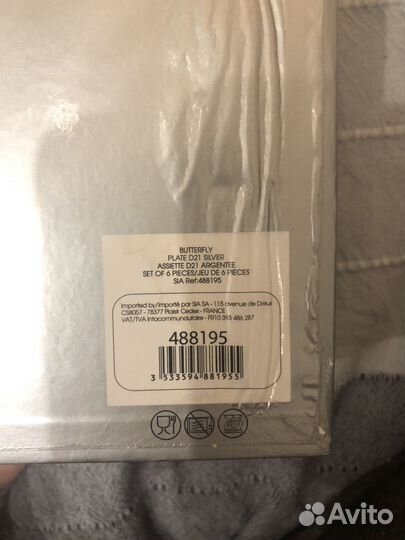 BUTTERFLY
PLATE D21 SILVER
ASSIETTE D21 ARGENTEE
SET OF 6 PIECES/JEU DE 6 PIECES
SIA Ref:488195
Imported by/Importé par SIA SA - 115 avenue de Dreux
CS8057 - 78377 Plaisir Cedex - FRANCE
VAT/TVA Intracommunautaire - FR10 393 486 287
488195
3 533594 881955
Avito